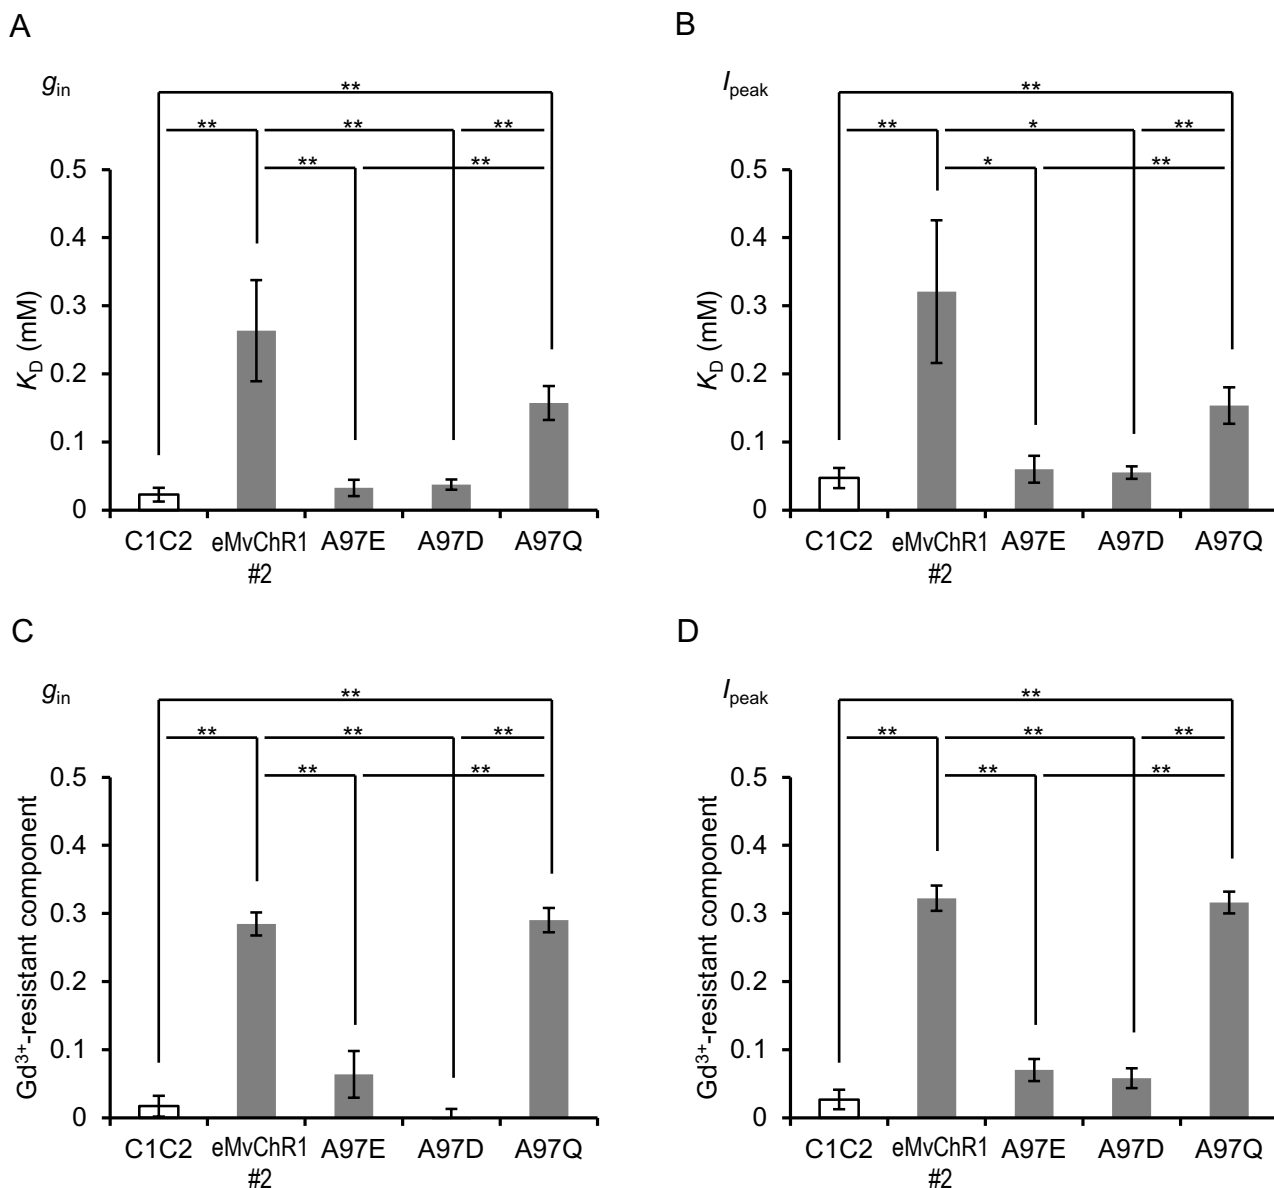 A
g_in
**
** ** **
** **
0.5
0.4
0.3
0.2
0.1
0
K_D (mM)
C1C2 eMvChR1 #2 A97E A97D A97Q
B
I_peak
**
** * **
* **
0.5
0.4
0.3
0.2
0.1
0
K_D (mM)
C1C2 eMvChR1 #2 A97E A97D A97Q
C
g_in
**
** ** **
** **
0.5
0.4
0.3
0.2
0.1
0
Gd³⁺-resistant component
C1C2 eMvChR1 #2 A97E A97D A97Q
D
I_peak
**
** ** **
** **
0.5
0.4
0.3
0.2
0.1
0
Gd³⁺-resistant component
C1C2 eMvChR1 #2 A97E A97D A97Q